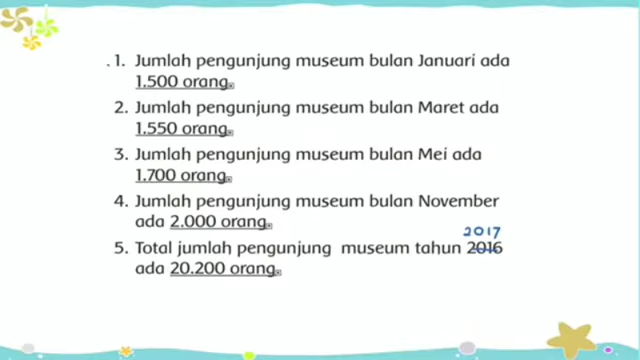 1. Jumlah pengunjung museum bulan Januari ada
1.500 orang.
2. Jumlah pengunjung museum bulan Maret ada
1.550 orang.
3. Jumlah pengunjung museum bulan Mei ada
1.700 orang.
4. Jumlah pengunjung museum bulan November
ada 2.000 orang.
2017
5. Total jumlah pengunjung museum tahun 2016
ada 20.200 orang.